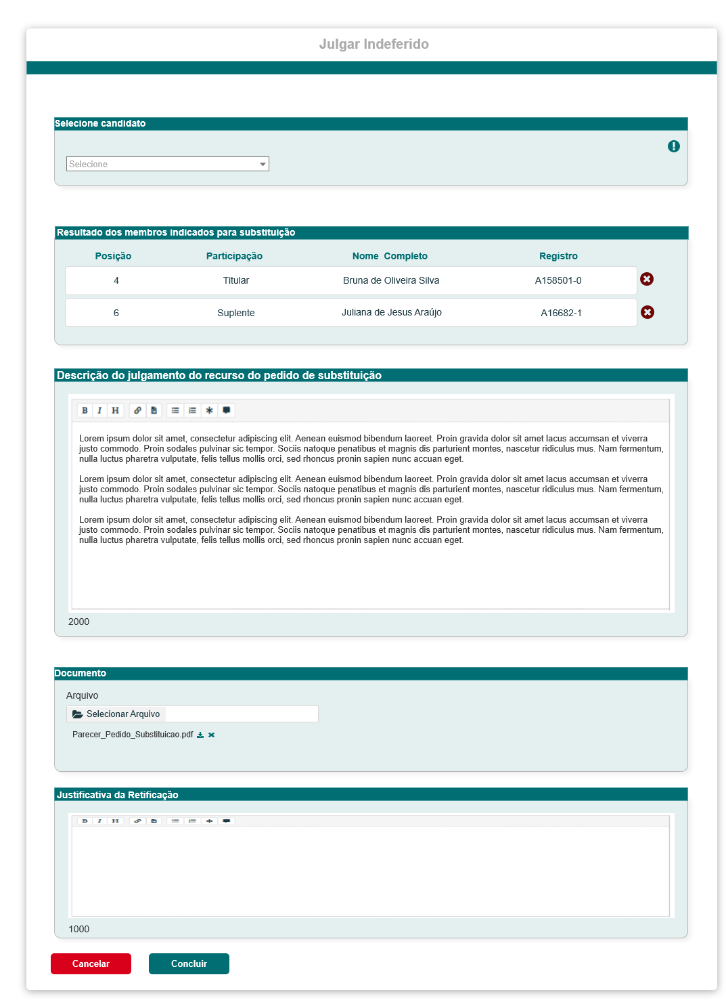 Julgar Indeferido
Selecione candidato
Selecione
Resultado dos membros indicados para substituição
Posição Participação Nome Completo Registro
4 Titular Bruna de Oliveira Silva A158501-0
6 Suplente Juliana de Jesus Araújo A16682-1
Descrição do julgamento do recurso do pedido de substituição
B I H
Lorem ipsum dolor sit amet, consectetur adipiscing elit. Aenean euismod bibendum laoreet. Proin gravida dolor sit amet lacus accumsan et viverra
justo commodo. Proin sodales pulvinar sic tempor. Sociis natoque penatibus et magnis dis parturient montes, nascetur ridiculus mus. Nam fermentum,
nulla luctus pharetra vulputate, felis tellus mollis orci, sed rhoncus pronin sapien nunc accuan eget.
Lorem ipsum dolor sit amet, consectetur adipiscing elit. Aenean euismod bibendum laoreet. Proin gravida dolor sit amet lacus accumsan et viverra
justo commodo. Proin sodales pulvinar sic tempor. Sociis natoque penatibus et magnis dis parturient montes, nascetur ridiculus mus. Nam fermentum,
nulla luctus pharetra vulputate, felis tellus mollis orci, sed rhoncus pronin sapien nunc accuan eget.
Lorem ipsum dolor sit amet, consectetur adipiscing elit. Aenean euismod bibendum laoreet. Proin gravida dolor sit amet lacus accumsan et viverra
justo commodo. Proin sodales pulvinar sic tempor. Sociis natoque penatibus et magnis dis parturient montes, nascetur ridiculus mus. Nam fermentum,
nulla luctus pharetra vulputate, felis tellus mollis orci, sed rhoncus pronin sapien nunc accuan eget.
2000
Documento
Arquivo
Selecionar Arquivo
Parecer_Pedido_Substituicao.pdf
Justificativa da Retificação
B I H
1000
Cancelar Concluir